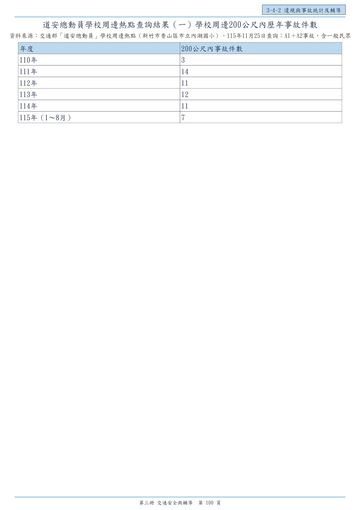 3-4-2 違規與事故統計及輔導
道安總動員學校周邊熱點查詢結果（一）學校周邊200公尺內歷年事故件數
資料來源：交通部「道安總動員」學校周邊熱點（新竹市香山區市立內湖國小），115年11月25日查詢；A1＋A2事故，含一般民眾
年度 200公尺內事故件數
110年 3
111年 14
112年 11
113年 12
114年 11
115年（1～8月） 7
第三冊 交通安全與輔導 第 100 頁